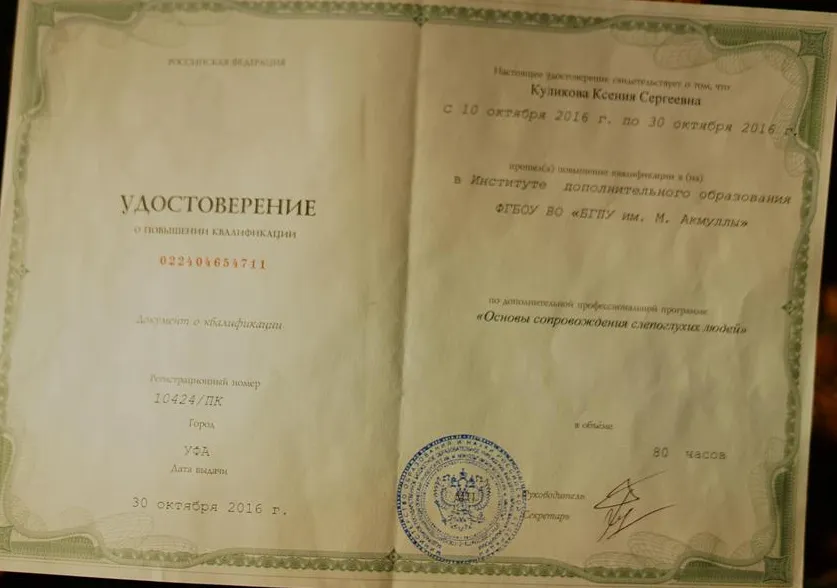 РОССИЙСКАЯ ФЕДЕРАЦИЯ
УДОСТОВЕРЕНИЕ
О ПОВЫШЕНИИ КВАЛИФИКАЦИИ
022404654711
Документ о квалификации
Регистрационный номер
10424/ПК
Город
УФА
Дата выдачи
30 октября 2016 г.
Настоящее удостоверение свидетельствует о том, что
Куликова Ксения Сергеевна
С 10 октября 2016 г. по 30 октября 2016 г.
прошел(а) повышение квалификации в (на)
в Институте дополнительного образования
ФГБОУ ВО «БГПУ им. М. Акмуллы»
по дополнительной профессиональной программе
«Основы сопровождения слепоглухих людей»
в объёме
80 часов
Руководитель
Секретарь